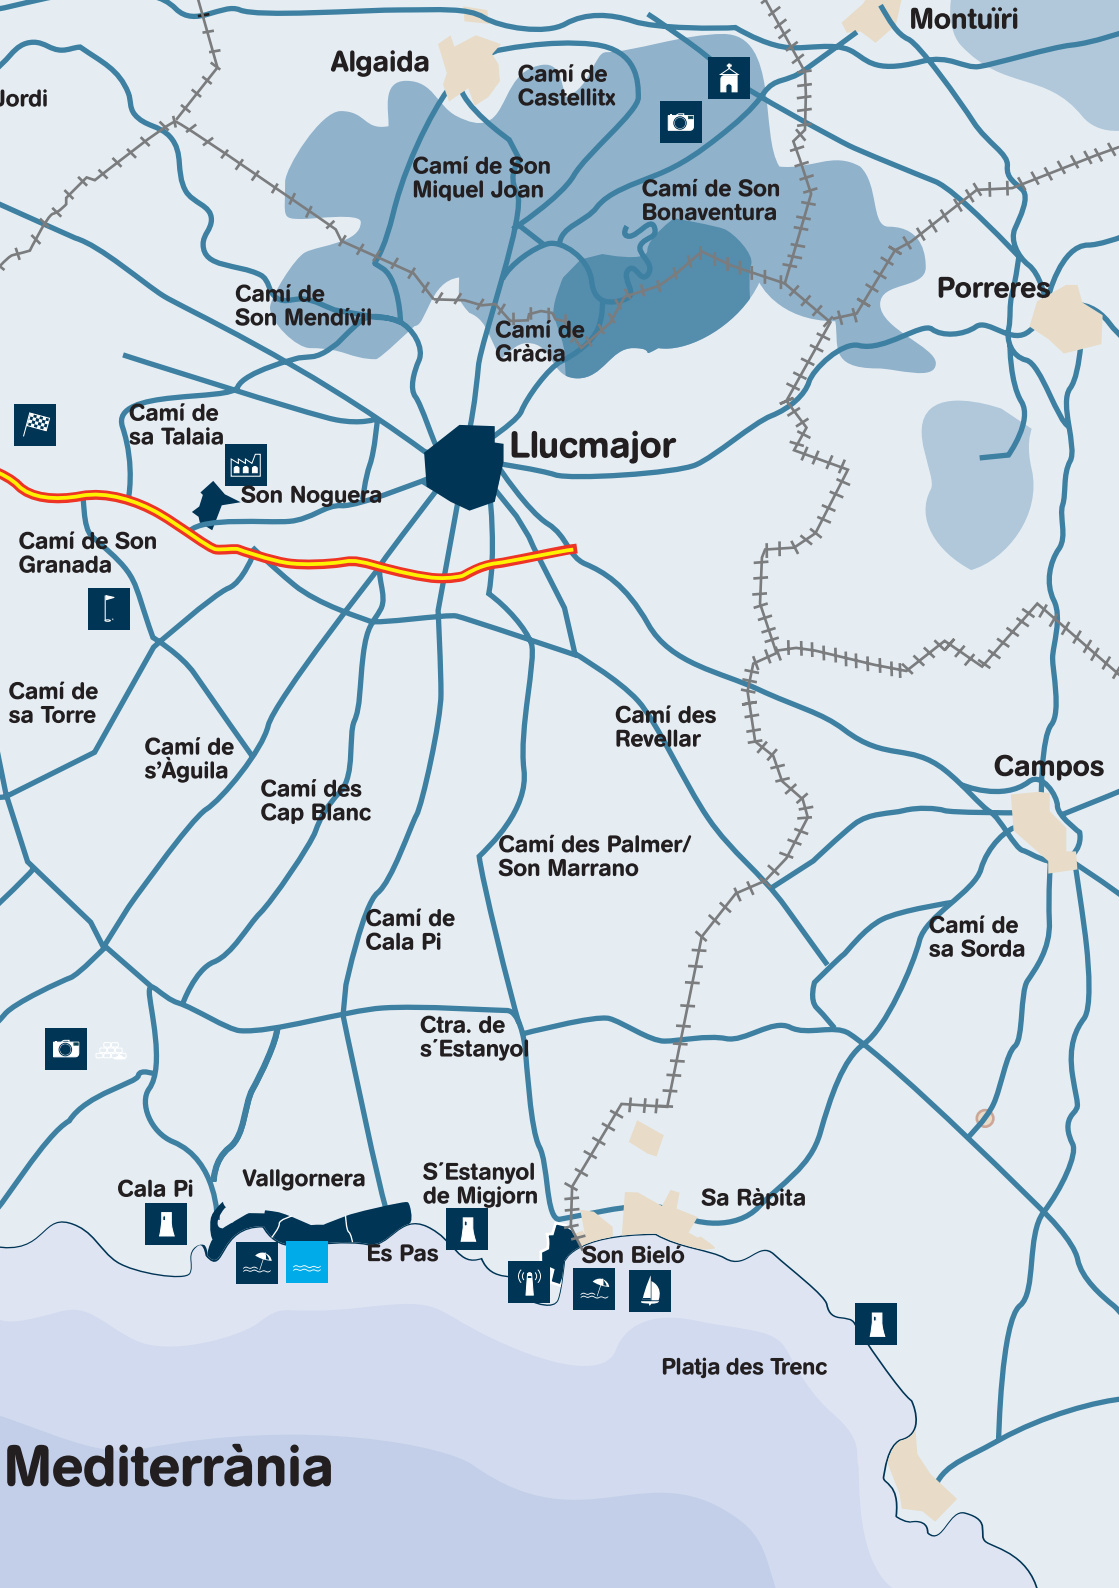 Montuïri
Algaida
Camí de
Castellitx
Jordi
Camí de Son
Miquel Joan
Camí de Son
Bonaventura
Camí de
Son Mendívil
Porreres
Camí de
Gràcia
Camí de
sa Talaia
Llucmajor
Son Noguera
Camí de Son
Granada
Camí de
sa Torre
Camí des
Revellar
Camí de
s’Àguila
Camí des
Cap Blanc
Campos
Camí des Palmer/
Son Marrano
Camí de
Cala Pi
Camí de
sa Sorda
Ctra. de
s´Estanyol
Cala Pi
Vallgornera
S´Estanyol
de Migjorn
Sa Ràpita
Es Pas
Son Bieló
Platja des Trenc
Mediterrània